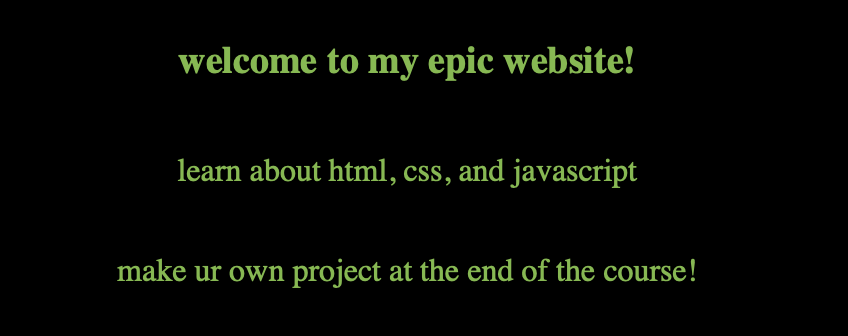 welcome to my epic website!
learn about html, css, and javascript
make ur own project at the end of the course!